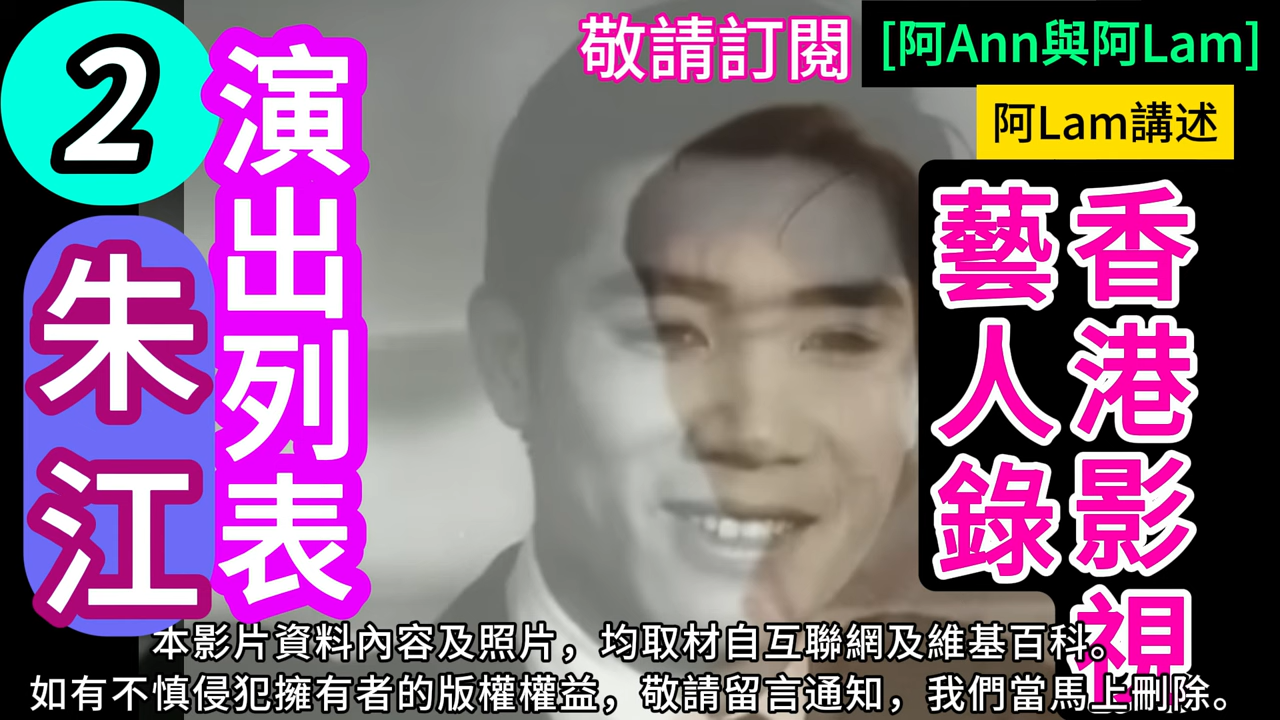 2
朱江
演出列表
敬請訂閱
[阿Ann與阿Lam]
阿Lam講述
香港影視
藝人錄
本影片資料內容及照片，均取材自互聯網及維基百科。
如有不慎侵犯擁有者的版權權益，敬請留言通知，我們當馬上刪除。